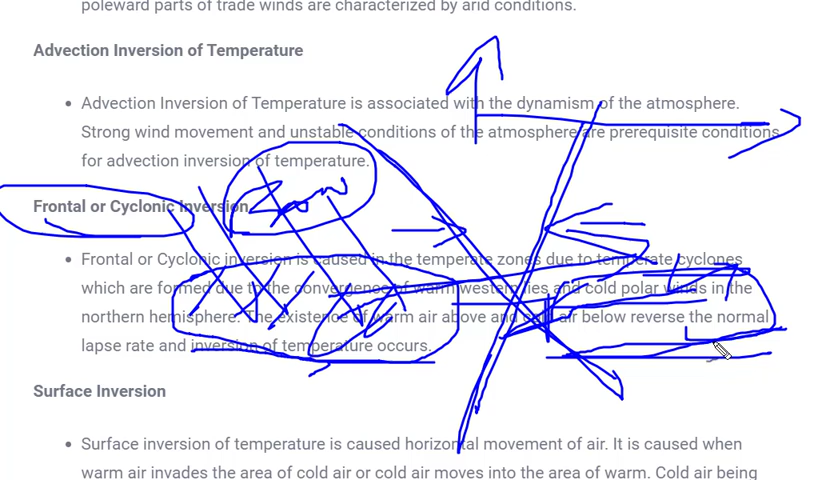 poleward parts of trade winds are characterized by arid conditions.
Advection Inversion of Temperature
Advection Inversion of Temperature is associated with the dynamism of the atmosphere.
Strong wind movement and unstable conditions of the atmosphere are prerequisite conditions
for advection inversion of temperature.
Frontal or Cyclonic Inversion
Frontal or Cyclonic inversion is caused in the temperate zones due to temperate cyclones
which are formed due to the convergence of warm westerlies and cold polar winds in the
northern hemisphere. The existence of warm air above and cold air below reverse the normal
lapse rate and inversion of temperature occurs.
Surface Inversion
Surface inversion of temperature is caused horizontal movement of air. It is caused when
warm air invades the area of cold air or cold air moves into the area of warm. Cold air being